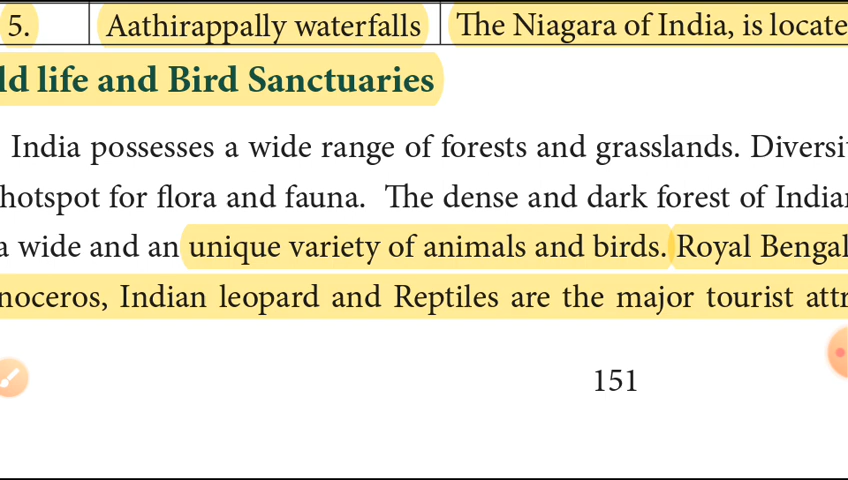 5. Aathirappally waterfalls The Niagara of India, is locate
ld life and Bird Sanctuaries
India possesses a wide range of forests and grasslands. Diversit
hotspot for flora and fauna. The dense and dark forest of Indian
a wide and an unique variety of animals and birds. Royal Bengal
noceros, Indian leopard and Reptiles are the major tourist attr
151